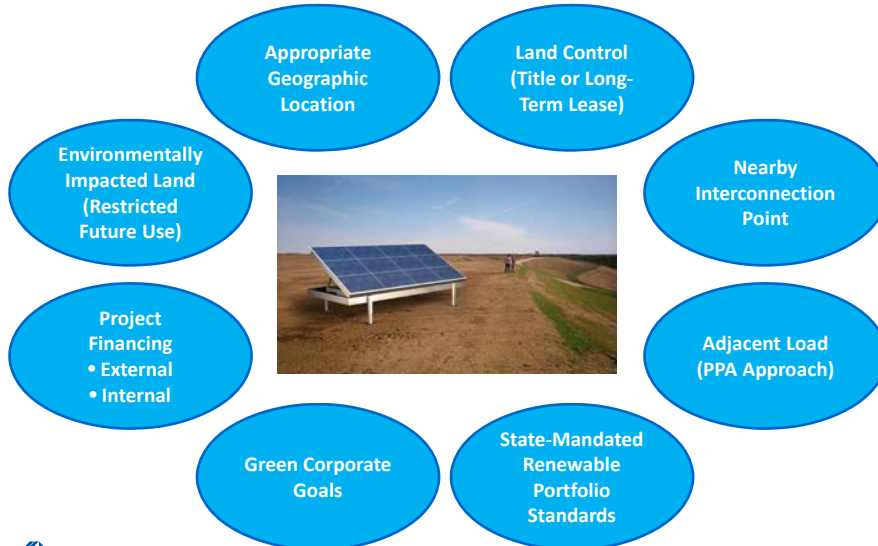 Appropriate
Geographic
Location
Land Control
(Title or Long-
Term Lease)
Environmentally
Impacted Land
(Restricted
Future Use)
Nearby
Interconnection
Point
Project
Financing
• External
• Internal
Adjacent Load
(PPA Approach)
Green Corporate
Goals
State-Mandated
Renewable
Portfolio
Standards